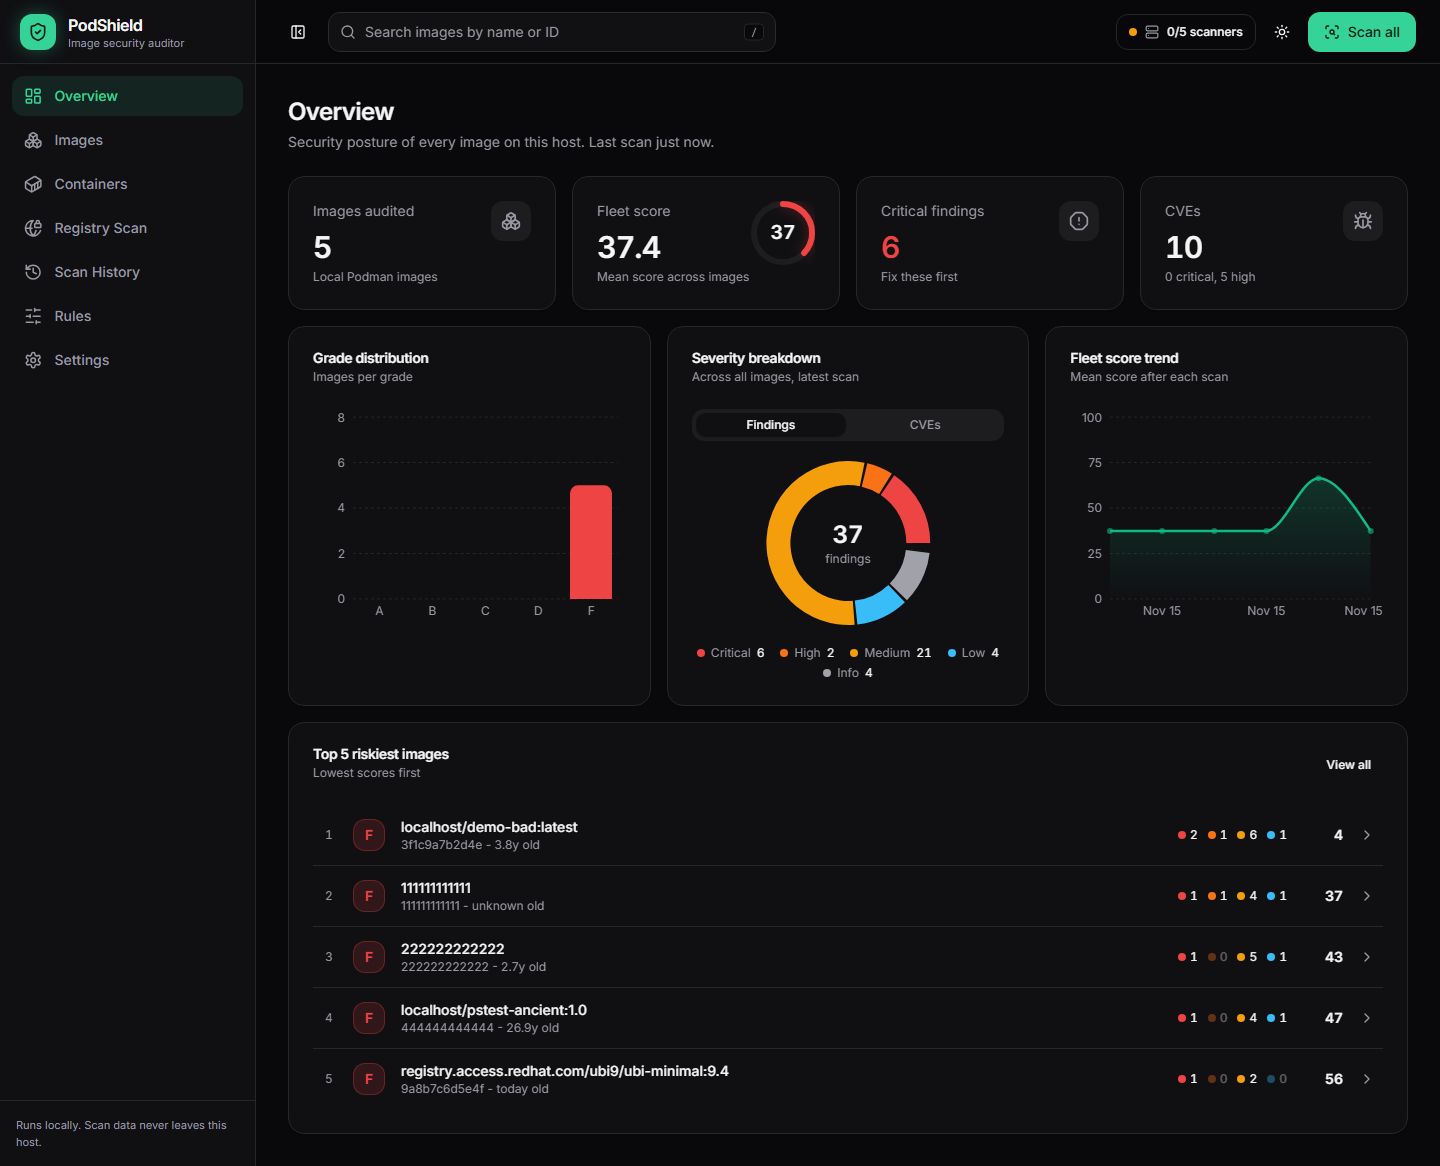 PodShield
Image security auditor
Search images by name or ID
/
0/5 scanners
Scan all
Overview
Images
Containers
Registry Scan
Scan History
Rules
Settings
Runs locally. Scan data never leaves this
host.
Overview
Security posture of every image on this host. Last scan just now.
Images audited
5
Local Podman images
Fleet score
37.4
Mean score across images
37
Critical findings
6
Fix these first
CVEs
10
0 critical, 5 high
Grade distribution
Images per grade
8
6
4
2
0
A B C D F
Severity breakdown
Across all images, latest scan
Findings CVEs
37
findings
Critical 6 High 2 Medium 21 Low 4
Info 4
Fleet score trend
Mean score after each scan
100
75
50
25
0
Nov 15 Nov 15 Nov 15
Top 5 riskiest images
Lowest scores first
View all
1 F localhost/demo-bad:latest 2 1 6 1 4
3f1c9a7b2d4e - 3.8y old
2 F 111111111111 1 1 4 1 37
111111111111 - unknown old
3 F 222222222222 1 0 5 1 43
222222222222 - 2.7y old
4 F localhost/pstest-ancient:1.0 1 0 4 1 47
444444444444 - 26.9y old
5 F registry.access.redhat.com/ubi9/ubi-minimal:9.4 1 0 2 0 56
9a8b7c6d5e4f - today old